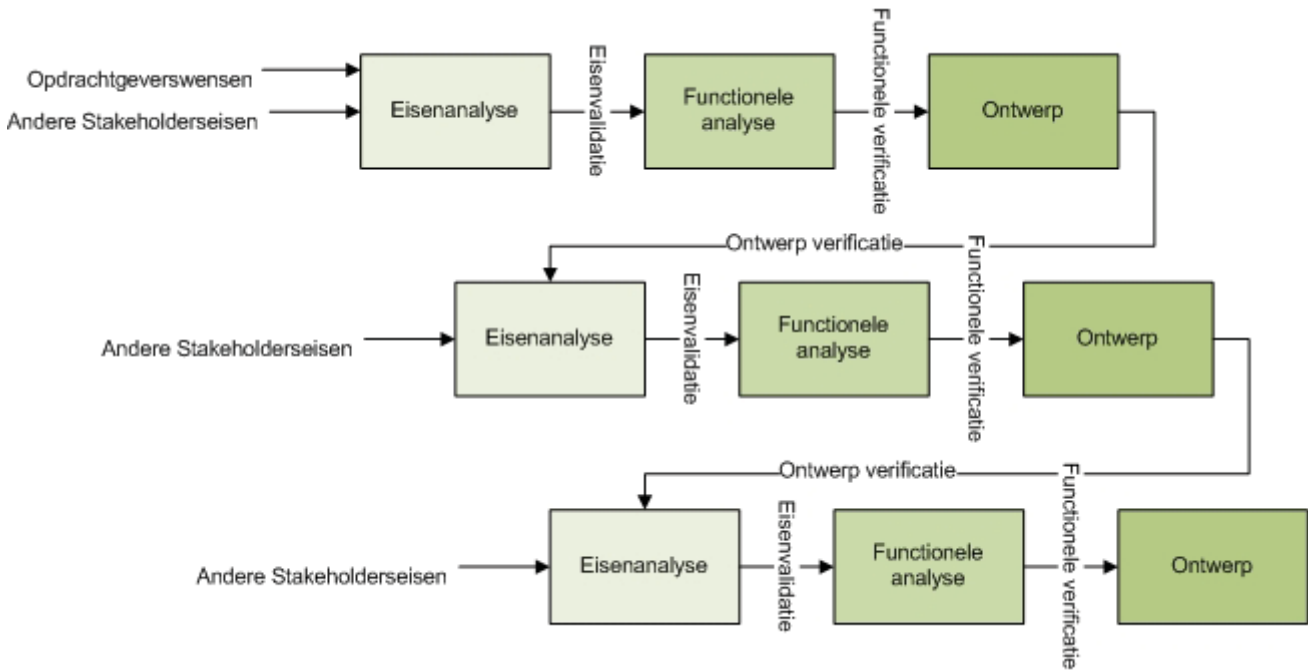 Opdrachtgeverswensen
Andere Stakeholderseisen
Eisenanalyse
Eisenvalidatie
Functionele
analyse
Functionele verificatie
Ontwerp
Ontwerp verificatie
Andere Stakeholderseisen
Eisenanalyse
Eisenvalidatie
Functionele
analyse
Functionele verificatie
Ontwerp
Ontwerp verificatie
Andere Stakeholderseisen
Eisenanalyse
Eisenvalidatie
Functionele
analyse
Functionele verificatie
Ontwerp